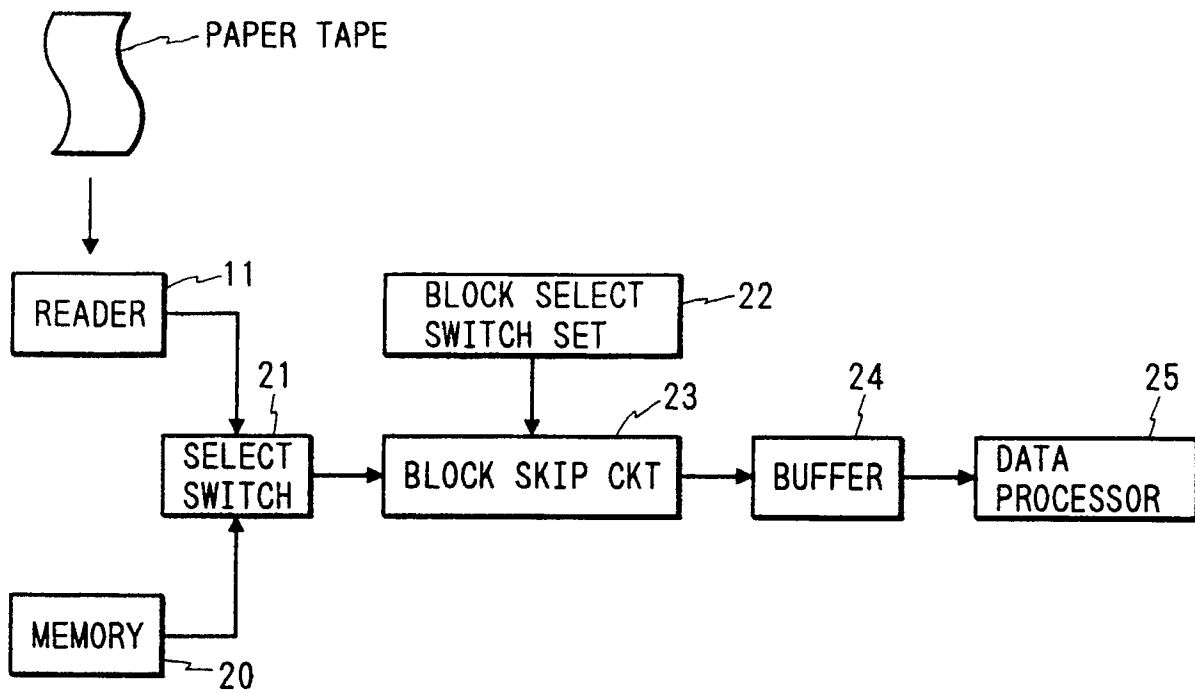 PAPER TAPE
11
READER
BLOCK SELECT
SWITCH SET
22
21
23
24
25
SELECT
SWITCH
BLOCK SKIP CKT
BUFFER
DATA
PROCESSOR
MEMORY
20